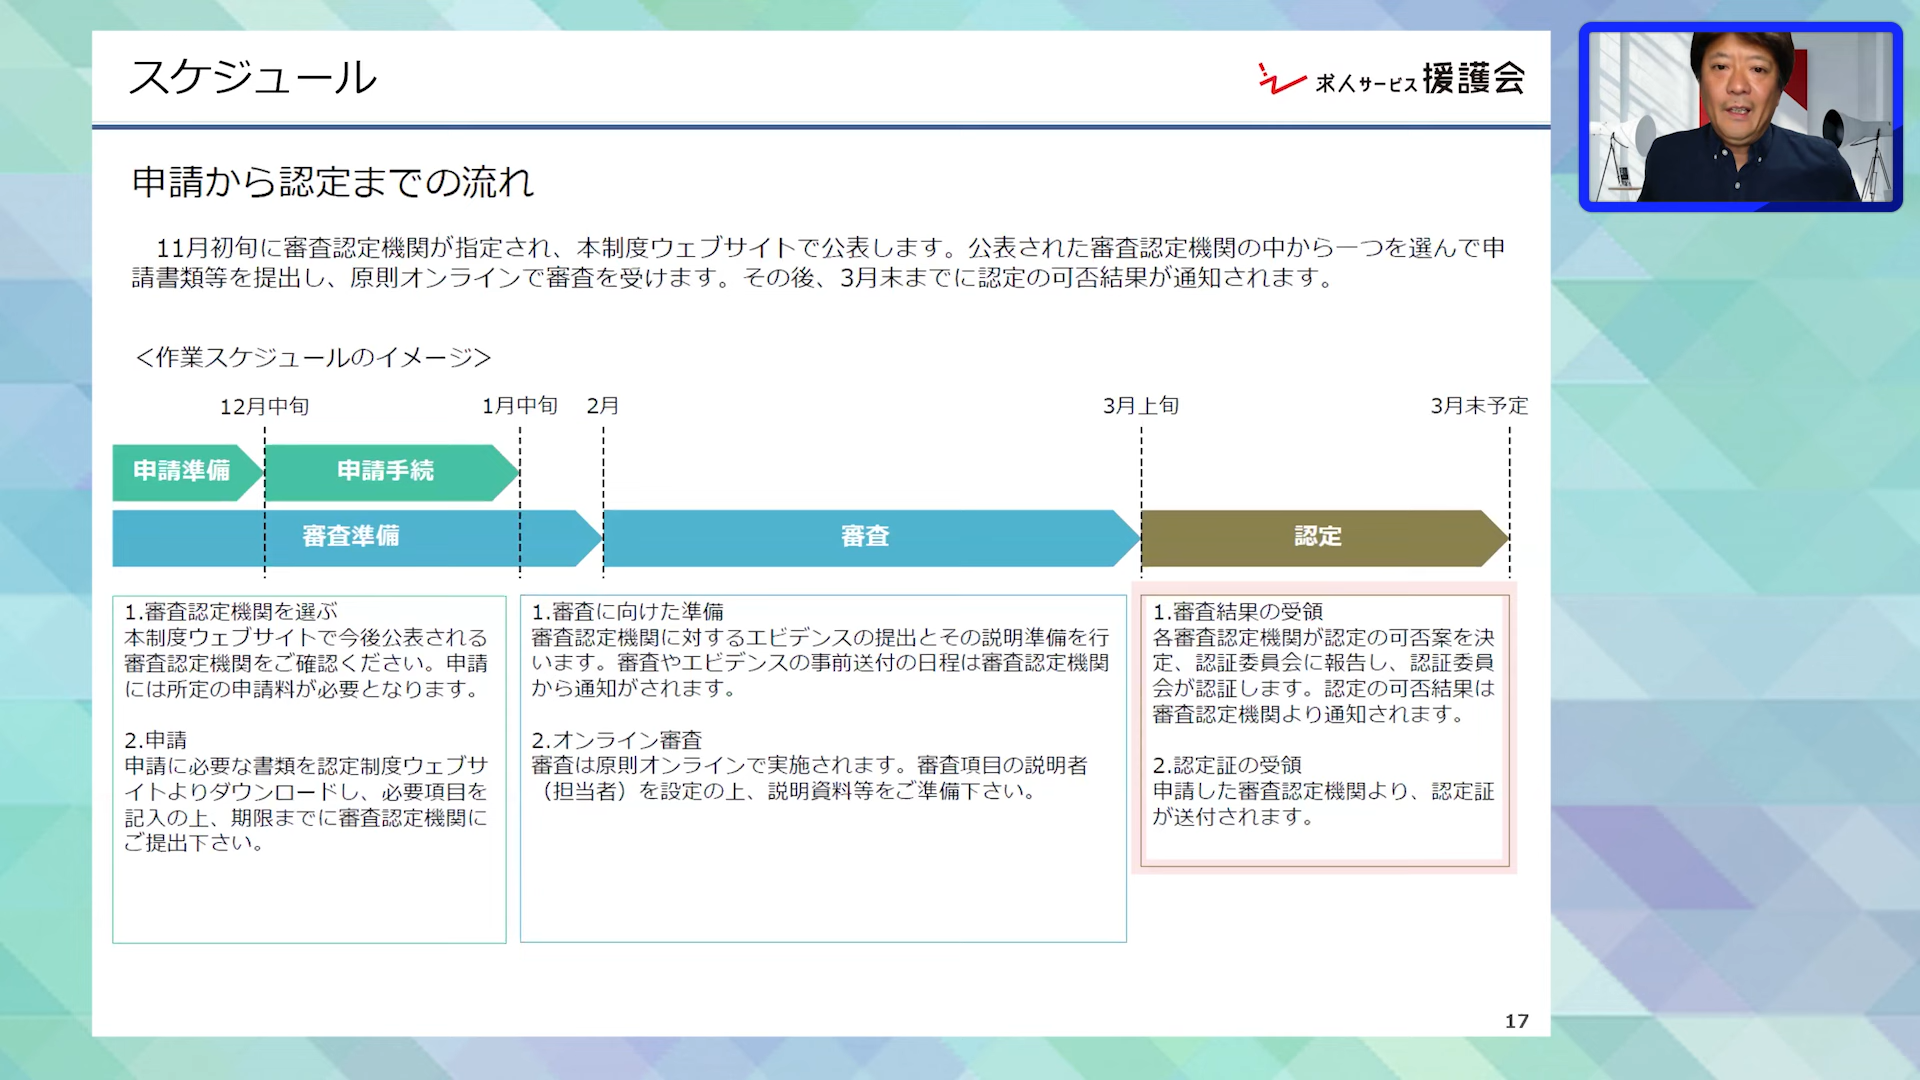 スケジュール
求人サービス援護会
申請から認定までの流れ
11月初旬に審査認定機関が指定され、本制度ウェブサイトで公表します。公表された審査認定機関の中から一つを選んで申
請書類等を提出し、原則オンラインで審査を受けます。その後、3月末までに認定の可否結果が通知されます。
＜作業スケジュールのイメージ＞
12月中旬
1月中旬
2月
3月上旬
3月末予定
申請準備
申請手続
審査準備
審査
認定
1.審査認定機関を選ぶ
本制度ウェブサイトで今後公表される
審査認定機関をご確認ください。申請
には所定の申請料が必要となります。
2.申請
申請に必要な書類を認定制度ウェブサ
イトよりダウンロードし、必要項目を
記入の上、期限までに審査認定機関に
ご提出下さい。
1.審査に向けた準備
審査認定機関に対するエビデンスの提出とその説明準備を行
います。審査やエビデンスの事前送付の日程は審査認定機関
から通知がされます。
2.オンライン審査
審査は原則オンラインで実施されます。審査項目の説明者
（担当者）を設定の上、説明資料等をご準備下さい。
1.審査結果の受領
各審査認定機関が認定の可否案を決
定、認証委員会に報告し、認証委員
会が認証します。認定の可否結果は
審査認定機関より通知されます。
2.認定証の受領
申請した審査認定機関より、認定証
が送付されます。
17